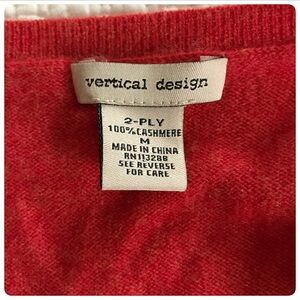 vertical design
2-PLY
100% CASHMERE
M
MADE IN CHINA
RN113288
SEE REVERSE
FOR CARE